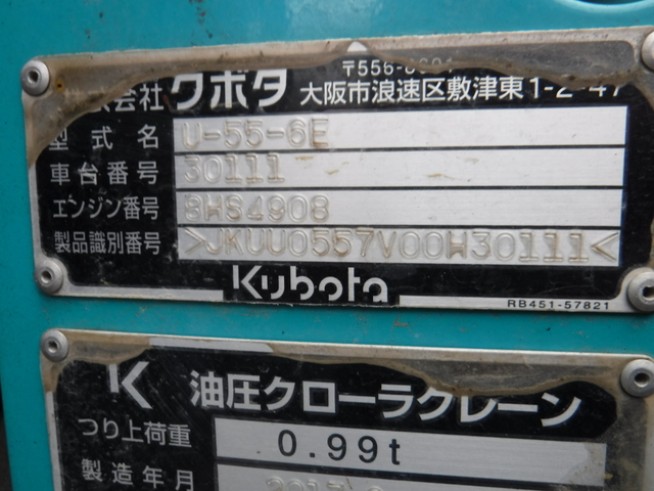 会社クボタ 〒556-
大阪市浪速区敷津東1-2-47
型式名 U-55-6E
車台番号 30111
エンジン番号 BHS4908
製品識別番号 >JKUU0557V00H30111<
Kubota
RB451-57821
K 油圧クローラクレーン
つり上荷重 0.99t
製造年月